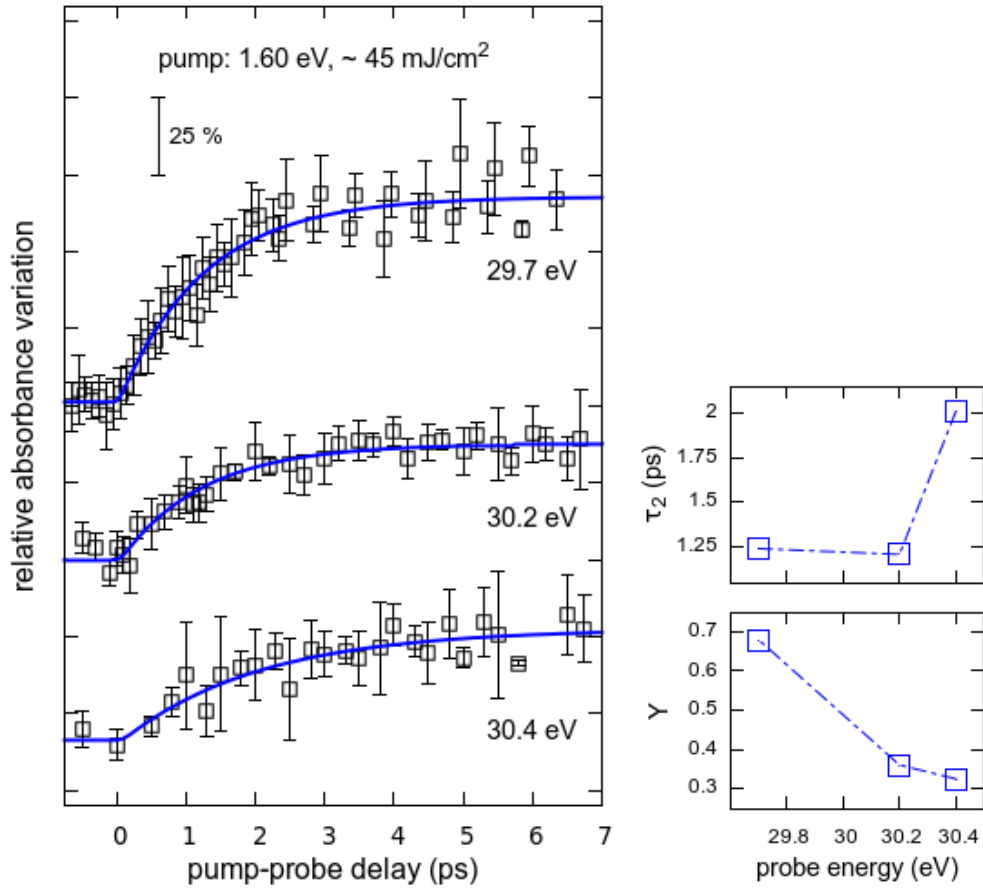 pump: 1.60 eV, ~ 45 mJ/cm²
25 %
29.7 eV
30.2 eV
30.4 eV
relative absorbance variation
0 1 2 3 4 5 6 7
pump-probe delay (ps)
2
1.75
1.5
1.25
τ₂ (ps)
0.7
0.6
0.5
0.4
0.3
Y
29.8 30 30.2 30.4
probe energy (eV)